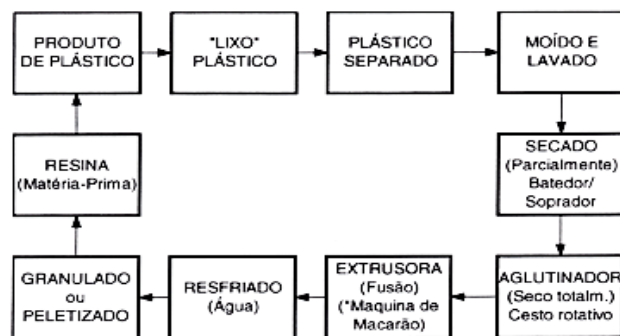 PRODUTO
DE PLÁSTICO
"LIXO"
PLÁSTICO
PLÁSTICO
SEPARADO
MOÍDO E
LAVADO
SECADO
(Parcialmente)
Batedor/
Soprador
AGLUTINADOR
(Seco totalm.)
Cesto rotativo
EXTRUSORA
(Fusão)
("Maquina de
Macarão)
RESFRIADO
(Água)
GRANULADO
ou
PELETIZADO
RESINA
(Matéria-Prima)